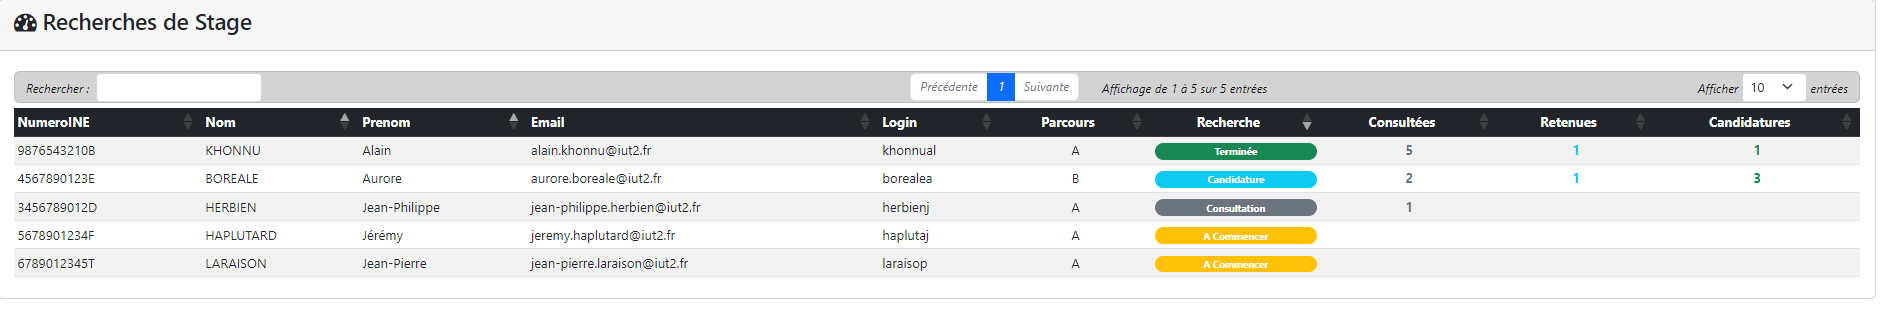 Recherches de Stage
Rechercher : Précédente 1 Suivante Affichage de 1 à 5 sur 5 entrées Afficher 10 entrées
NumeroINE Nom Prenom Email Login Parcours Recherche Consultées Retenues Candidatures
9876543210B KHONNU Alain alain.khonnu@iut2.fr khonnual A Terminée 5 1 1
4567890123E BOREALE Aurore aurore.boreale@iut2.fr borealea B Candidature 2 1 3
3456789012D HERBIEN Jean-Philippe jean-philippe.herbien@iut2.fr herbienj A Consultation 1
5678901234F HAPLUTARD Jérémy jeremy.haplutard@iut2.fr haplutaj A A Commencer
6789012345T LARAISON Jean-Pierre jean-pierre.laraison@iut2.fr laraisop A A Commencer